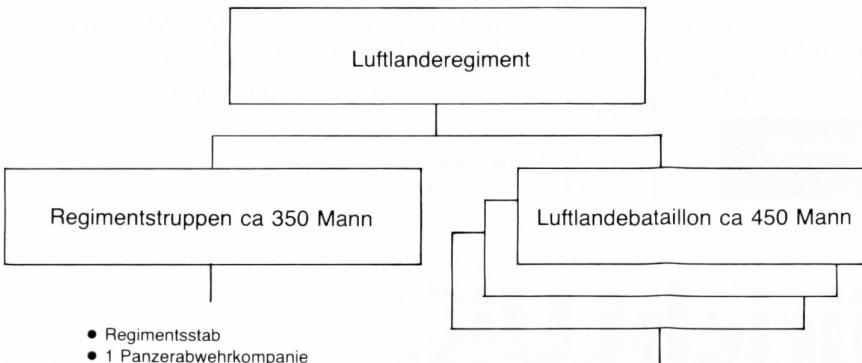 Luftlanderegiment
Regimentstruppen ca 350 Mann
Luftlandebataillon ca 450 Mann
● Regimentsstab
● 1 Panzerabwehrkompanie